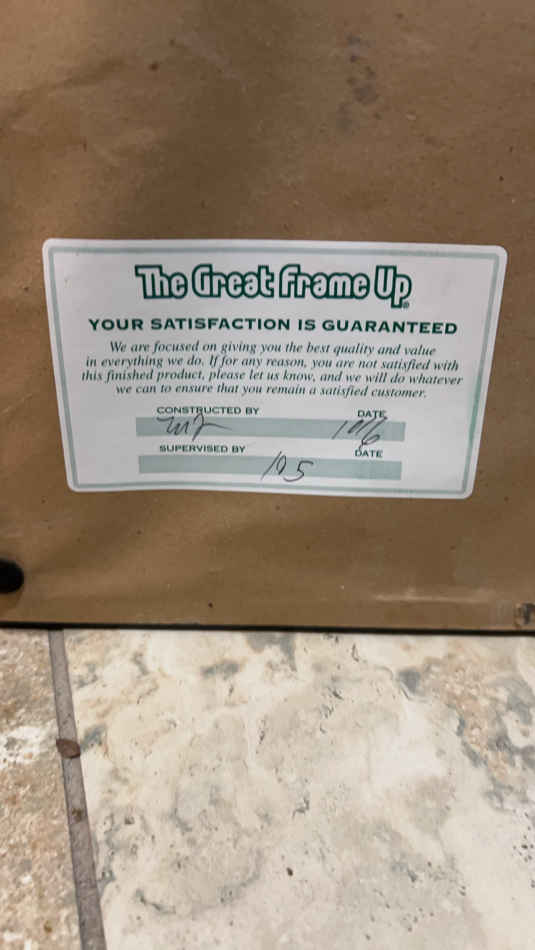 The Great Frame Up®
YOUR SATISFACTION IS GUARANTEED
We are focused on giving you the best quality and value
in everything we do. If for any reason, you are not satisfied with
this finished product, please let us know, and we will do whatever
we can to ensure that you remain a satisfied customer.
CONSTRUCTED BY DATE
SUPERVISED BY DATE
105